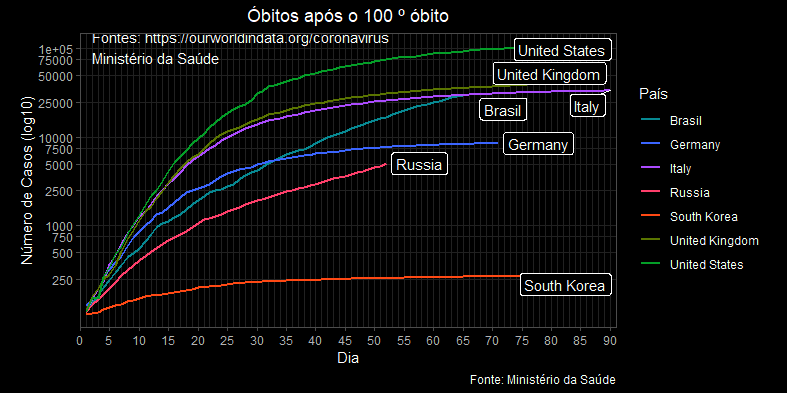 Óbitos após o 100 º óbito
Fontes: https://ourworldindata.org/coronavirus
Ministério da Saúde
Número de Casos (log10)
1e+05
75000
50000
25000
10000
7500
5000
2500
1000
750
500
250
United States
United Kingdom
Brasil
Italy
Germany
Russia
South Korea
0 5 10 15 20 25 30 35 40 45 50 55 60 65 70 75 80 85 90
Dia
País
Brasil
Germany
Italy
Russia
South Korea
United Kingdom
United States
Fonte: Ministério da Saúde